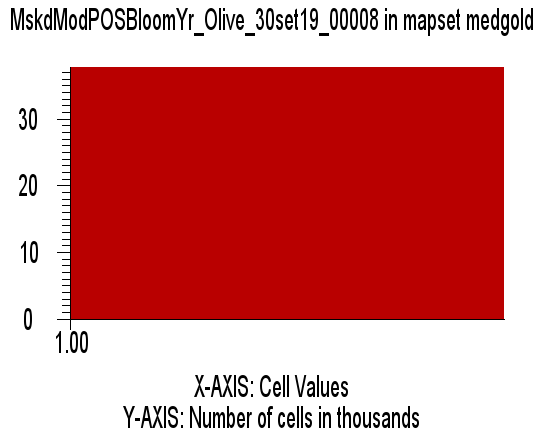 MskdModPOSBloomYr_Olive_30set19_00008 in mapset medgold
30
20
10
0
1.00
X-AXIS: Cell Values
Y-AXIS: Number of cells in thousands